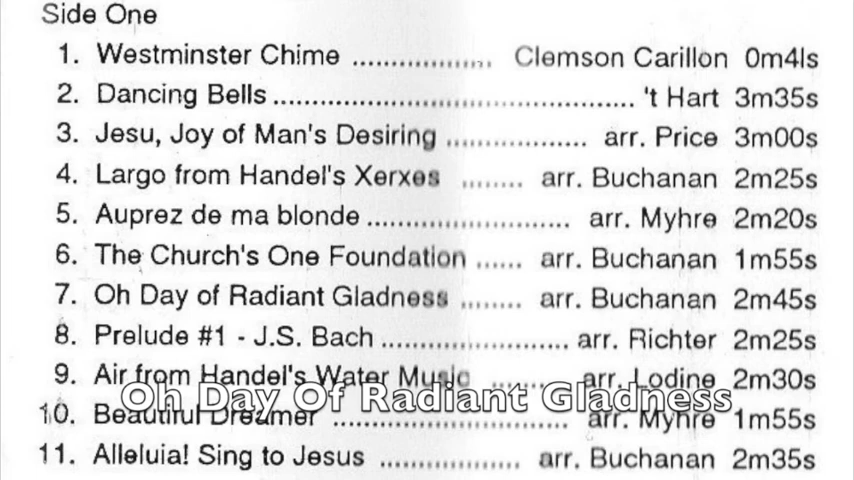 Side One
1. Westminster Chime .................. Clemson Carillon 0m4ls
2. Dancing Bells ..................................... 't Hart 3m35s
3. Jesu, Joy of Man's Desiring .................. arr. Price 3m00s
4. Largo from Handel's Xerxes ........ arr. Buchanan 2m25s
5. Auprez de ma blonde ......................... arr. Myhre 2m20s
6. The Church's One Foundation ...... arr. Buchanan 1m55s
7. Oh Day of Radiant Gladness ........ arr. Buchanan 2m45s
8. Prelude #1 - J.S. Bach ........................ arr. Richter 2m25s
9. Air from Handel's Water Music ........ arr. Lodine 2m30s
Oh Day Of Radiant Gladness
10. Beautiful Dreamer ............................. arr. Myhre 1m55s
11. Alleluia! Sing to Jesus .................. arr. Buchanan 2m35s